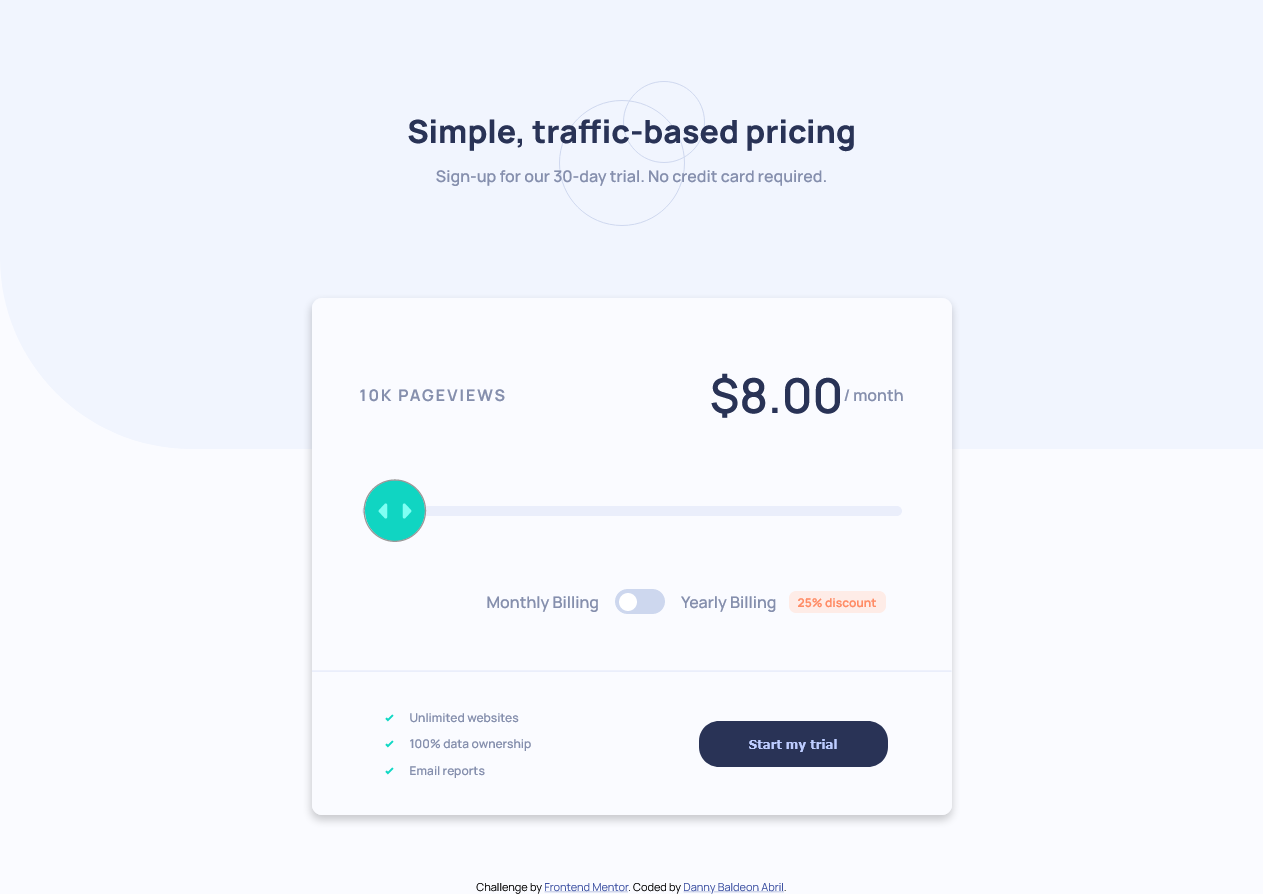 Simple, traffic-based pricing
Sign-up for our 30-day trial. No credit card required.
10K PAGEVIEWS
$8.00 / month
Monthly Billing
Yearly Billing
25% discount
Unlimited websites
100% data ownership
Email reports
Start my trial
Challenge by Frontend Mentor. Coded by Danny Baldeon Abril.